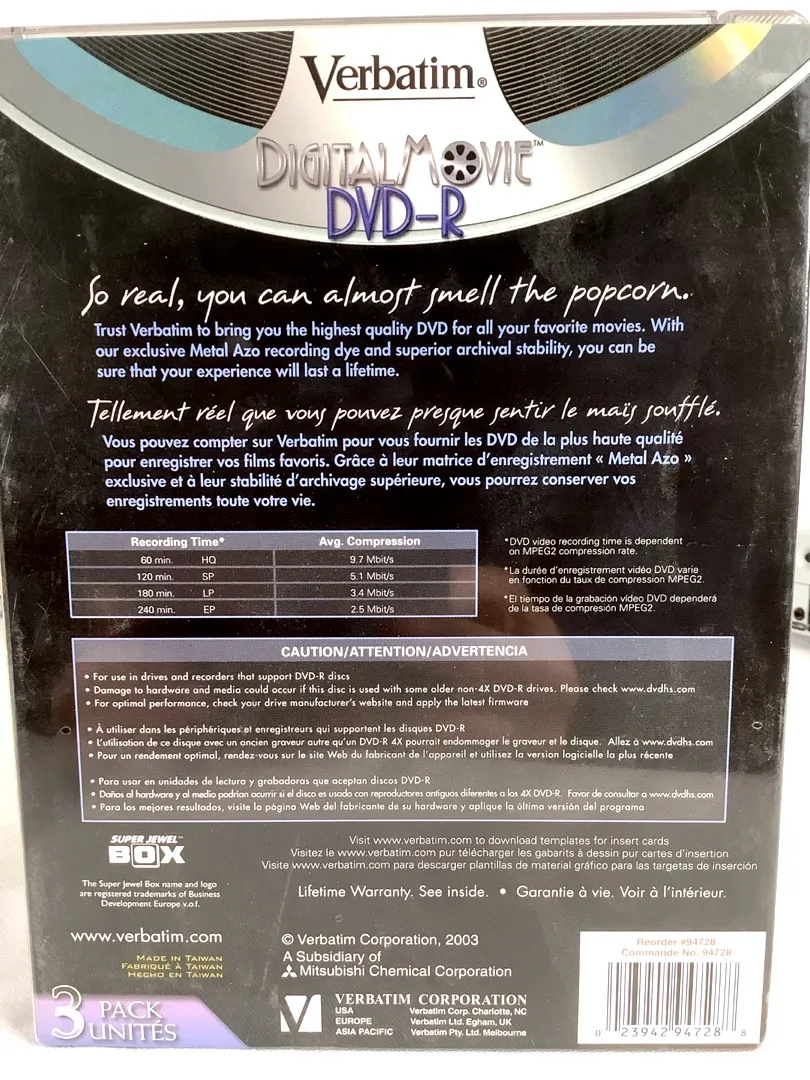 Verbatim®
DIGITALMOVIE™
DVD-R
So real, you can almost smell the popcorn.
Trust Verbatim to bring you the highest quality DVD for all your favorite movies. With
our exclusive Metal Azo recording dye and superior archival stability, you can be
sure that your experience will last a lifetime.
Tellement réel que vous pouvez presque sentir le maïs soufflé.
Vous pouvez compter sur Verbatim pour vous fournir les DVD de la plus haute qualité
pour enregistrer vos films favoris. Grâce à leur matrice d'enregistrement « Metal Azo »
exclusive et à leur stabilité d'archivage supérieure, vous pourrez conserver vos
enregistrements toute votre vie.
Recording Time* Avg. Compression
60 min. HQ 9.7 Mbit/s
120 min. SP 5.1 Mbit/s
180 min. LP 3.4 Mbit/s
240 min. EP 2.5 Mbit/s
*DVD video recording time is dependent
on MPEG2 compression rate.
*La durée d'enregistrement vidéo DVD varie
en fonction du taux de compression MPEG2.
*El tiempo de la grabación vídeo DVD dependerá
de la tasa de compresión MPEG2.
CAUTION/ATTENTION/ADVERTENCIA
• For use in drives and recorders that support DVD-R discs
• Damage to hardware and media could occur if this disc is used with some older non-4X DVD-R drives. Please check www.dvdhs.com
• For optimal performance, check your drive manufacturer's website and apply the latest firmware
• À utiliser dans les périphériques et enregistreurs qui supportent les disques DVD-R
• L'utilisation de ce disque avec un ancien graveur autre qu'un DVD-R 4X pourrait endommager le graveur et le disque. Allez à www.dvdhs.com
• Pour un rendement optimal, rendez-vous sur le site Web du fabricant de l'appareil et utilisez la version logicielle la plus récente
• Para usar en unidades de lectura y grabadoras que aceptan discos DVD-R
• Daños al hardware y al medio podrían ocurrir si el disco es usado con reproductores antiguos diferentes a los 4X DVD-R. Favor de consultar a www.dvdhs.com
• Para los mejores resultados, visite la página Web del fabricante de su hardware y aplique la última versión del programa
SUPER JEWEL™
BOX
The Super Jewel Box name and logo
are registered trademarks of Business
Development Europe v.o.f.
Visit www.verbatim.com to download templates for insert cards
Visitez le www.verbatim.com pur télécharger les gabarits à dessin pur cartes d'insertion
Visite www.verbatim.com para descargar plantillas de material gráfico para las targetas de inserción
Lifetime Warranty. See inside. • Garantie à vie. Voir à l'intérieur.
www.verbatim.com
MADE IN TAIWAN
FABRIQUÉ À TAIWAN
HECHO EN TAIWAN
© Verbatim Corporation, 2003
A Subsidiary of
Mitsubishi Chemical Corporation
Reorder #94728
Commande No. 94728
0 23942 94728 8
3 PACK
UNITÉS
VERBATIM CORPORATION
USA Verbatim Corp. Charlotte, NC
EUROPE Verbatim Ltd. Egham, UK
ASIA PACIFIC Verbatim Pty. Ltd. Melbourne